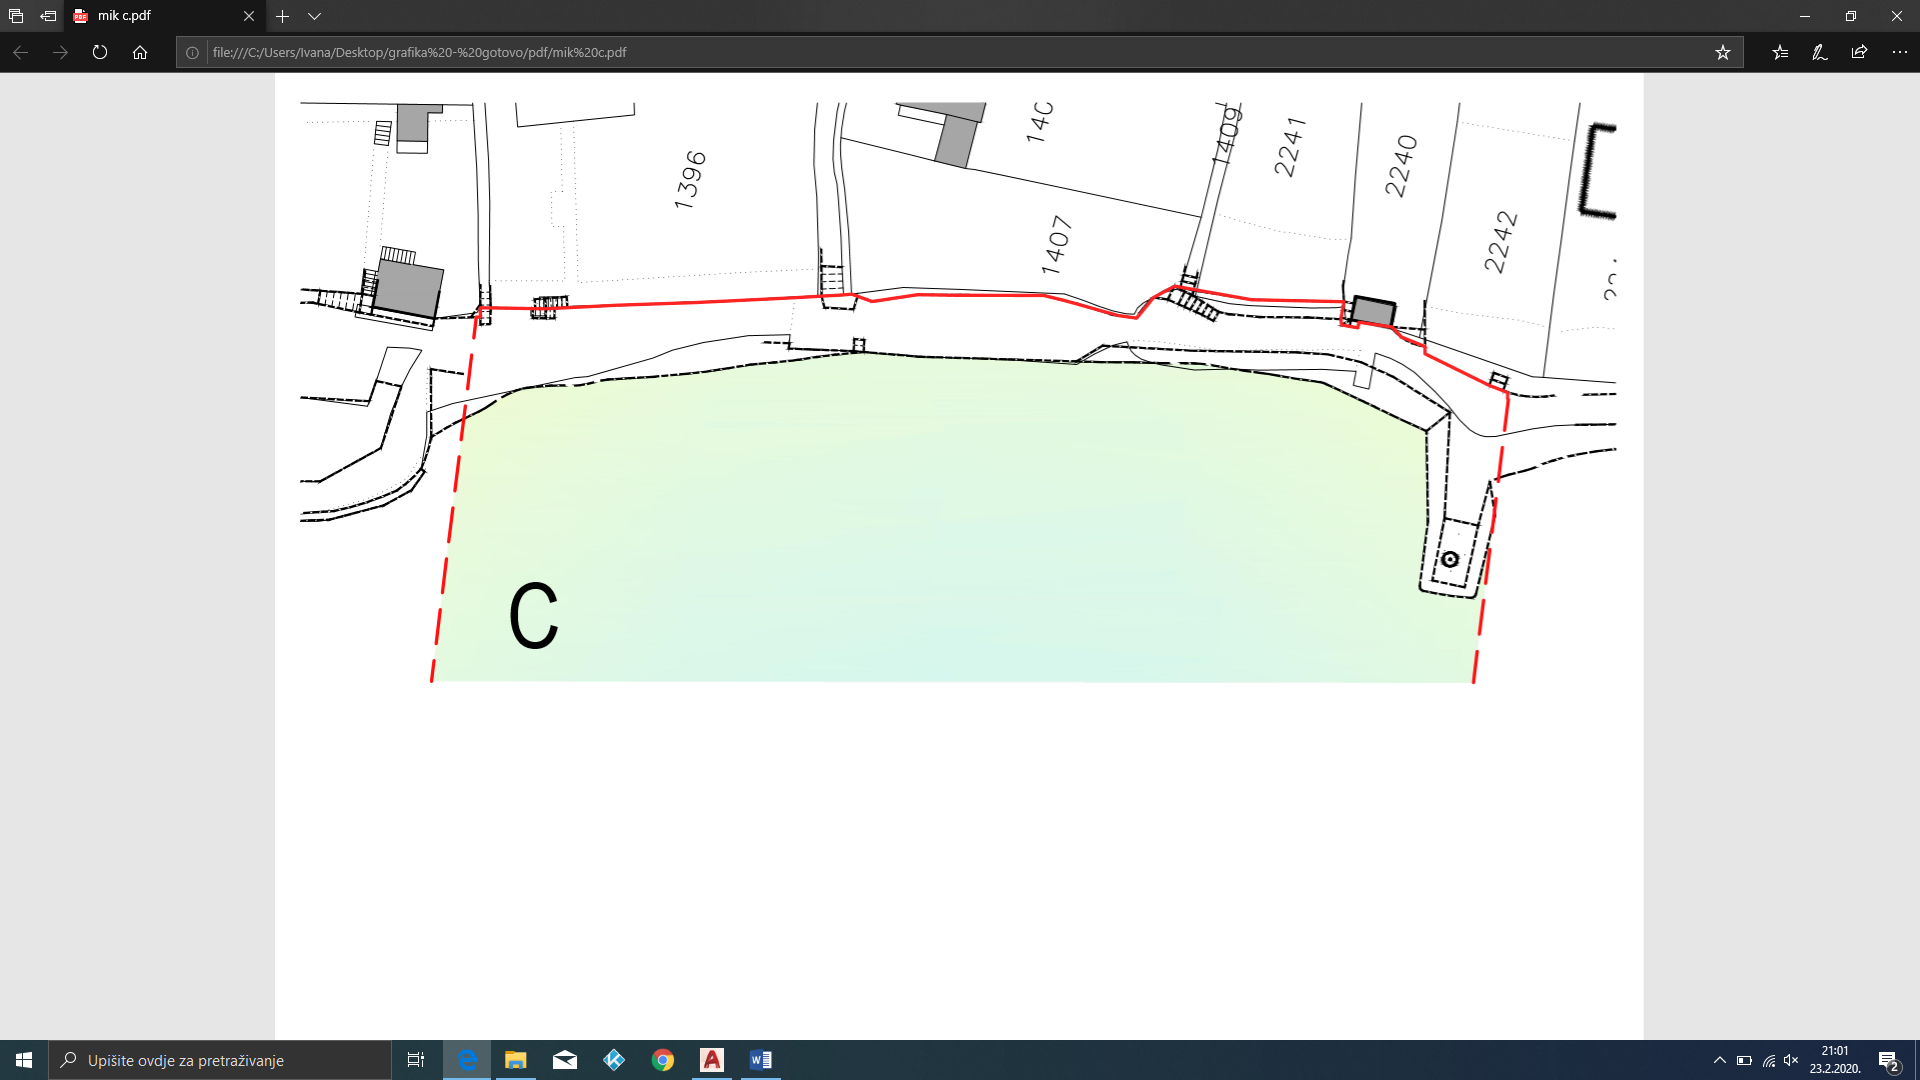 mik c.pdf
file:///C:/Users/Ivana/Desktop/grafika%20-%20gotovo/pdf/mik%20c.pdf
1396
1407
140
1409
2241
2240
2242
C
Upišite ovdje za pretraživanje
21:01
23.2.2020.
2